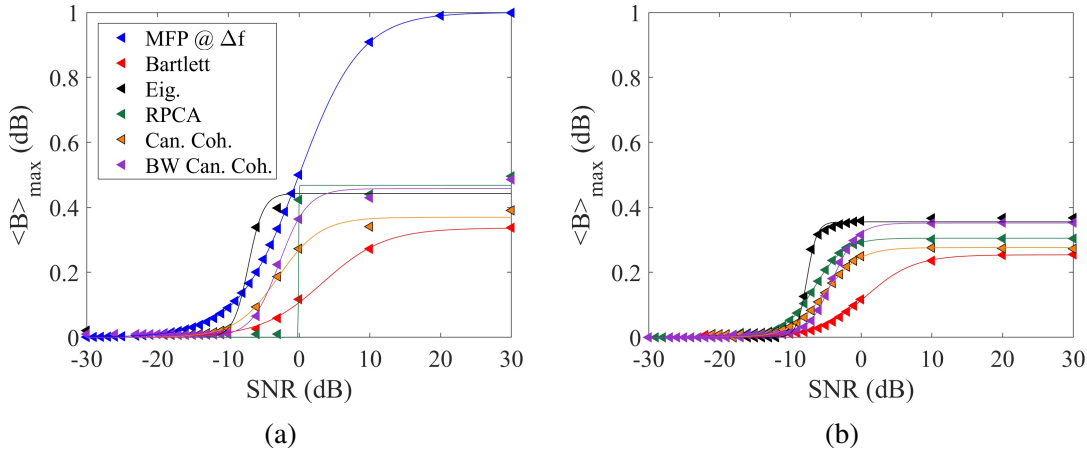 1
0.8
0.6
0.4
0.2
0
<B>max (dB)
-30 -20 -10 0 10 20 30
SNR (dB)
MFP @ Δf
Bartlett
Eig.
RPCA
Can. Coh.
BW Can. Coh.
(a)
1
0.8
0.6
0.4
0.2
0
<B>max (dB)
-30 -20 -10 0 10 20 30
SNR (dB)
(b)